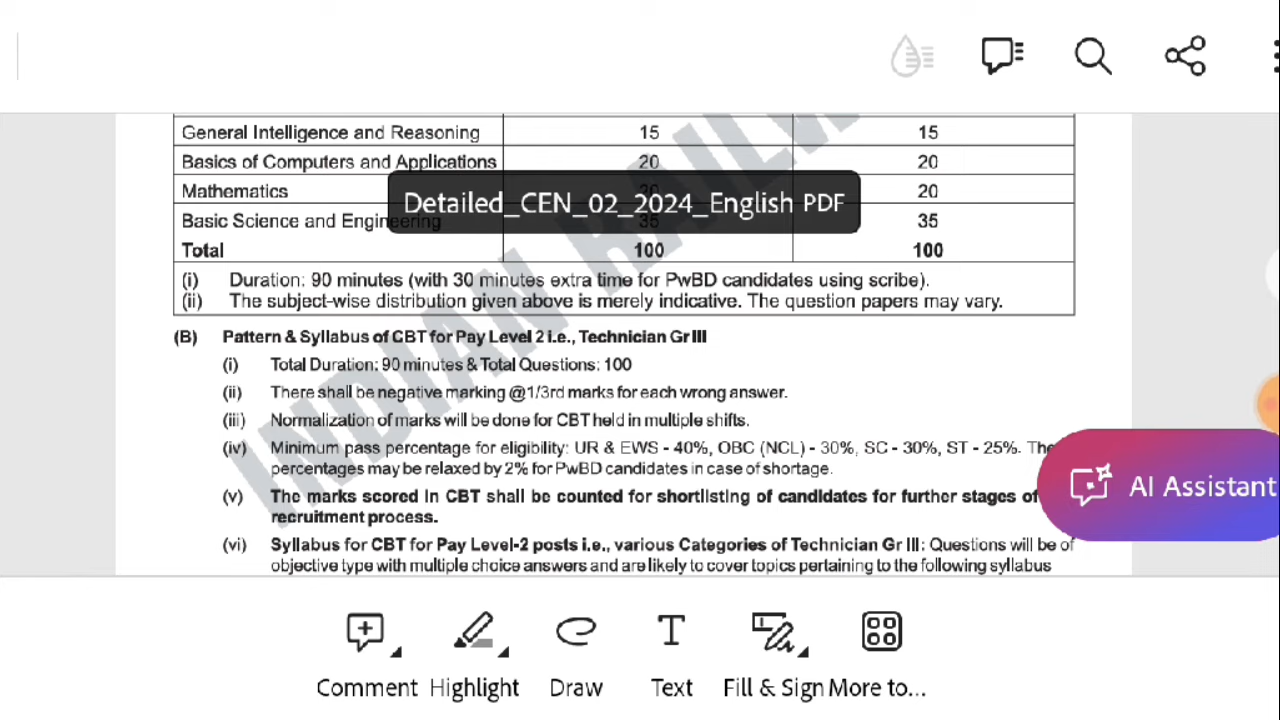 General Intelligence and Reasoning 15 15
Basics of Computers and Applications 20 20
Mathematics 20
Detailed_CEN_02_2024_English PDF
Basic Science and Engineering 35 35
Total 100 100
(i) Duration: 90 minutes (with 30 minutes extra time for PwBD candidates using scribe).
(ii) The subject-wise distribution given above is merely indicative. The question papers may vary.
(B) Pattern & Syllabus of CBT for Pay Level 2 i.e., Technician Gr III
(i) Total Duration: 90 minutes & Total Questions: 100
(ii) There shall be negative marking @1/3rd marks for each wrong answer.
(iii) Normalization of marks will be done for CBT held in multiple shifts.
(iv) Minimum pass percentage for eligibility: UR & EWS - 40%, OBC (NCL) - 30%, SC - 30%, ST - 25%.
percentages may be relaxed by 2% for PwBD candidates in case of shortage.
AI Assistant
(v) The marks scored in CBT shall be counted for shortlisting of candidates for further stages of
recruitment process.
(vi) Syllabus for CBT for Pay Level-2 posts i.e., various Categories of Technician Gr III: Questions will be of
objective type with multiple choice answers and are likely to cover topics pertaining to the following syllabus
INDIAN RAILW
Comment Highlight Draw Text Fill & Sign More to...